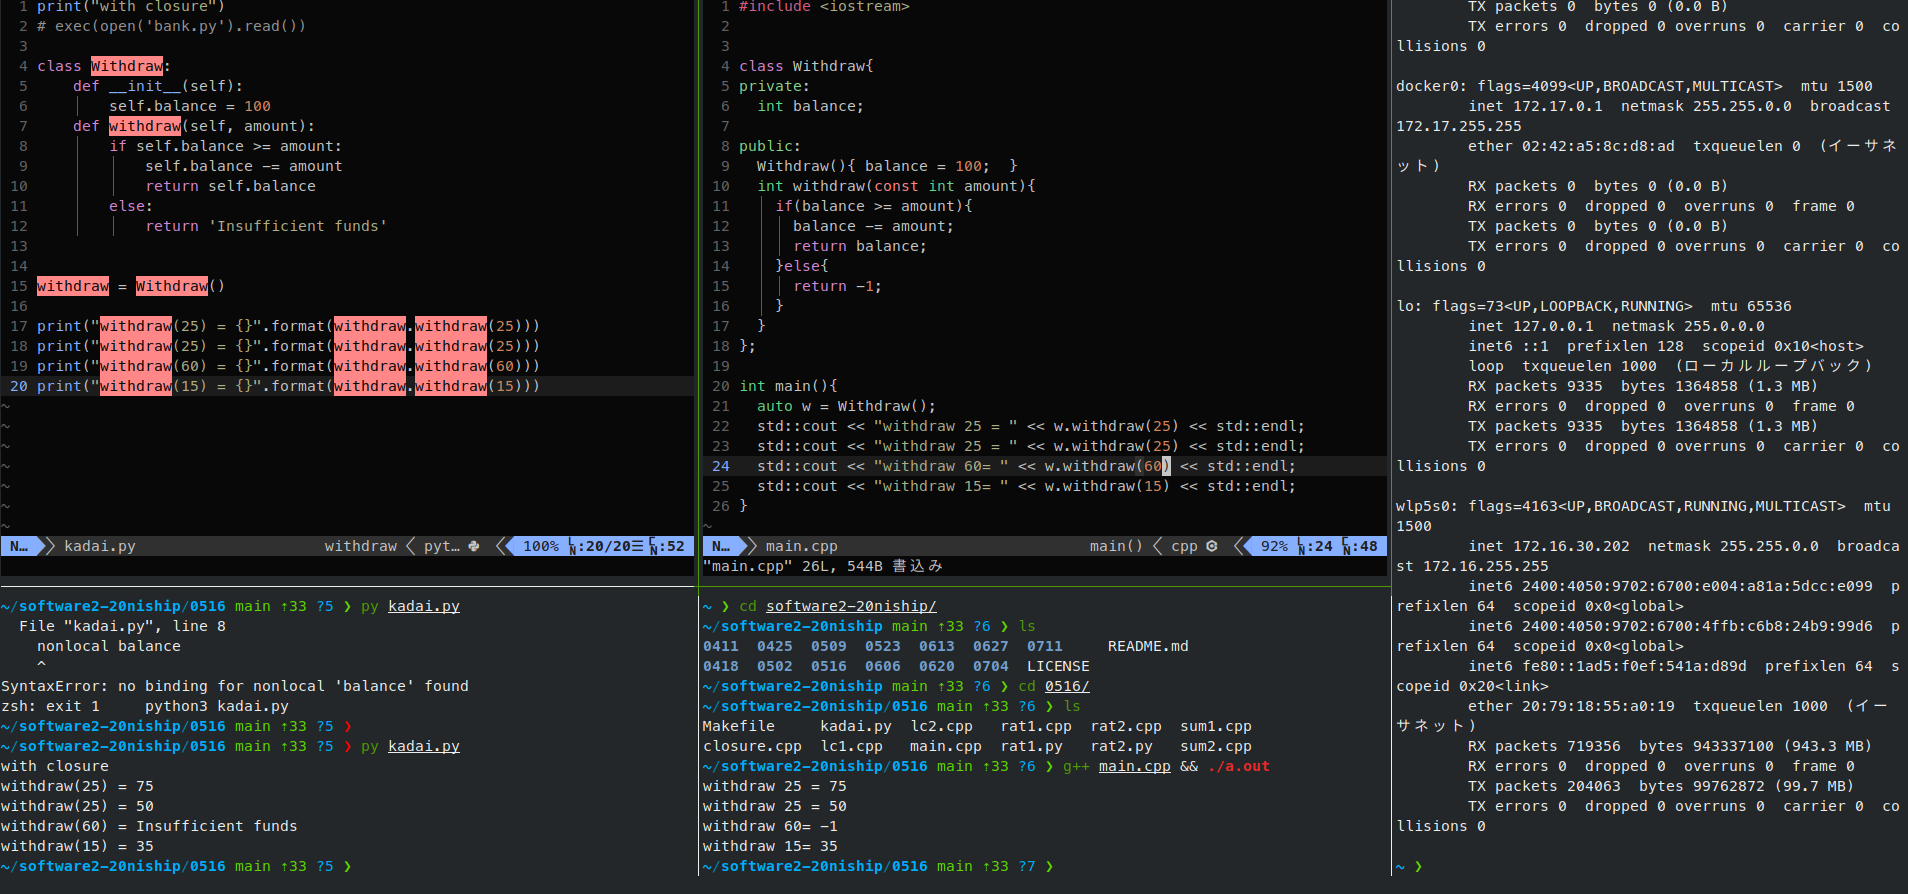 1 print("with closure")
2 # exec(open('bank.py').read())
3
4 class Withdraw:
5     def __init__(self):
6         self.balance = 100
7     def withdraw(self, amount):
8         if self.balance >= amount:
9             self.balance -= amount
10             return self.balance
11         else:
12             return 'Insufficient funds'
13
14
15 withdraw = Withdraw()
16
17 print("withdraw(25) = {}".format(withdraw.withdraw(25)))
18 print("withdraw(25) = {}".format(withdraw.withdraw(25)))
19 print("withdraw(60) = {}".format(withdraw.withdraw(60)))
20 print("withdraw(15) = {}".format(withdraw.withdraw(15)))
~
~
~
~
~
~
~
N… kadai.py withdraw pyt… 100% LN:20/20☰ CN:52
~/software2-20niship/0516 main ⇡33 ?5 ❯ py kadai.py
  File "kadai.py", line 8
    nonlocal balance
    ^
SyntaxError: no binding for nonlocal 'balance' found
zsh: exit 1     python3 kadai.py
~/software2-20niship/0516 main ⇡33 ?5 ❯
~/software2-20niship/0516 main ⇡33 ?5 ❯ py kadai.py
with closure
withdraw(25) = 75
withdraw(25) = 50
withdraw(60) = Insufficient funds
withdraw(15) = 35
~/software2-20niship/0516 main ⇡33 ?5 ❯
1 #include <iostream>
2
3
4 class Withdraw{
5 private:
6   int balance;
7
8 public:
9   Withdraw(){ balance = 100;  }
10   int withdraw(const int amount){
11     if(balance >= amount){
12       balance -= amount;
13       return balance;
14     }else{
15       return -1;
16     }
17   }
18 };
19
20 int main(){
21   auto w = Withdraw();
22   std::cout << "withdraw 25 = " << w.withdraw(25) << std::endl;
23   std::cout << "withdraw 25 = " << w.withdraw(25) << std::endl;
24   std::cout << "withdraw 60= " << w.withdraw(60) << std::endl;
25   std::cout << "withdraw 15= " << w.withdraw(15) << std::endl;
26 }
~
N… main.cpp main() cpp 92% LN:24 CN:48
"main.cpp" 26L, 544B 書込み
~ ❯ cd software2-20niship/
~/software2-20niship main ⇡33 ?6 ❯ ls
0411  0425  0509  0523  0613  0627  0711     README.md
0418  0502  0516  0606  0620  0704  LICENSE
~/software2-20niship main ⇡33 ?6 ❯ cd 0516/
~/software2-20niship/0516 main ⇡33 ?6 ❯ ls
Makefile     kadai.py  lc2.cpp   rat1.cpp  rat2.cpp  sum1.cpp
closure.cpp  lc1.cpp   main.cpp  rat1.py   rat2.py   sum2.cpp
~/software2-20niship/0516 main ⇡33 ?6 ❯ g++ main.cpp && ./a.out
withdraw 25 = 75
withdraw 25 = 50
withdraw 60= -1
withdraw 15= 35
~/software2-20niship/0516 main ⇡33 ?7 ❯
        TX packets 0  bytes 0 (0.0 B)
        TX errors 0  dropped 0 overruns 0  carrier 0  co
llisions 0

docker0: flags=4099<UP,BROADCAST,MULTICAST>  mtu 1500
        inet 172.17.0.1  netmask 255.255.0.0  broadcast
172.17.255.255
        ether 02:42:a5:8c:d8:ad  txqueuelen 0  (イーサネ
ット)
        RX packets 0  bytes 0 (0.0 B)
        RX errors 0  dropped 0  overruns 0  frame 0
        TX packets 0  bytes 0 (0.0 B)
        TX errors 0  dropped 0 overruns 0  carrier 0  co
llisions 0

lo: flags=73<UP,LOOPBACK,RUNNING>  mtu 65536
        inet 127.0.0.1  netmask 255.0.0.0
        inet6 ::1  prefixlen 128  scopeid 0x10<host>
        loop  txqueuelen 1000  (ローカルループバック)
        RX packets 9335  bytes 1364858 (1.3 MB)
        RX errors 0  dropped 0  overruns 0  frame 0
        TX packets 9335  bytes 1364858 (1.3 MB)
        TX errors 0  dropped 0 overruns 0  carrier 0  co
llisions 0

wlp5s0: flags=4163<UP,BROADCAST,RUNNING,MULTICAST>  mtu
1500
        inet 172.16.30.202  netmask 255.255.0.0  broadca
st 172.16.255.255
        inet6 2400:4050:9702:6700:e004:a81a:5dcc:e099  p
refixlen 64  scopeid 0x0<global>
        inet6 2400:4050:9702:6700:4ffb:c6b8:24b9:99d6  p
refixlen 64  scopeid 0x0<global>
        inet6 fe80::1ad5:f0ef:541a:d89d  prefixlen 64  s
copeid 0x20<link>
        ether 20:79:18:55:a0:19  txqueuelen 1000  (イー
サネット)
        RX packets 719356  bytes 943337100 (943.3 MB)
        RX errors 0  dropped 0  overruns 0  frame 0
        TX packets 204063  bytes 99762872 (99.7 MB)
        TX errors 0  dropped 0 overruns 0  carrier 0  co
llisions 0

~ ❯